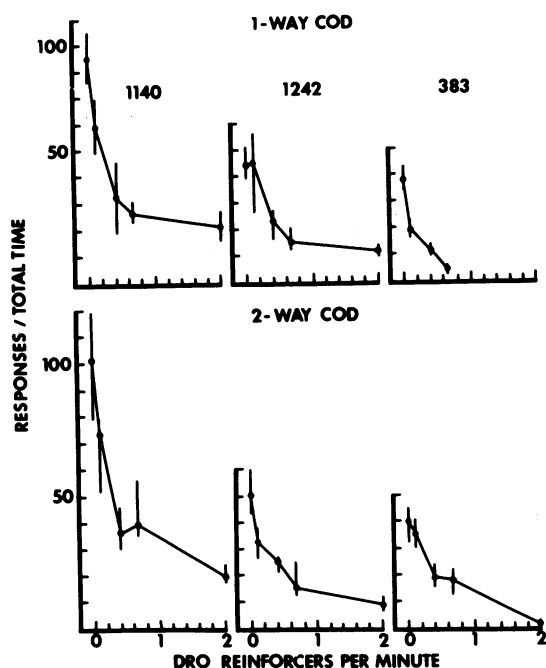 1-WAY COD
100
1140
1242
383
50
RESPONSES / TOTAL TIME
2-WAY COD
100
50
0 1 2 0 1 2 0 1 2
DRO REINFORCERS PER MINUTE